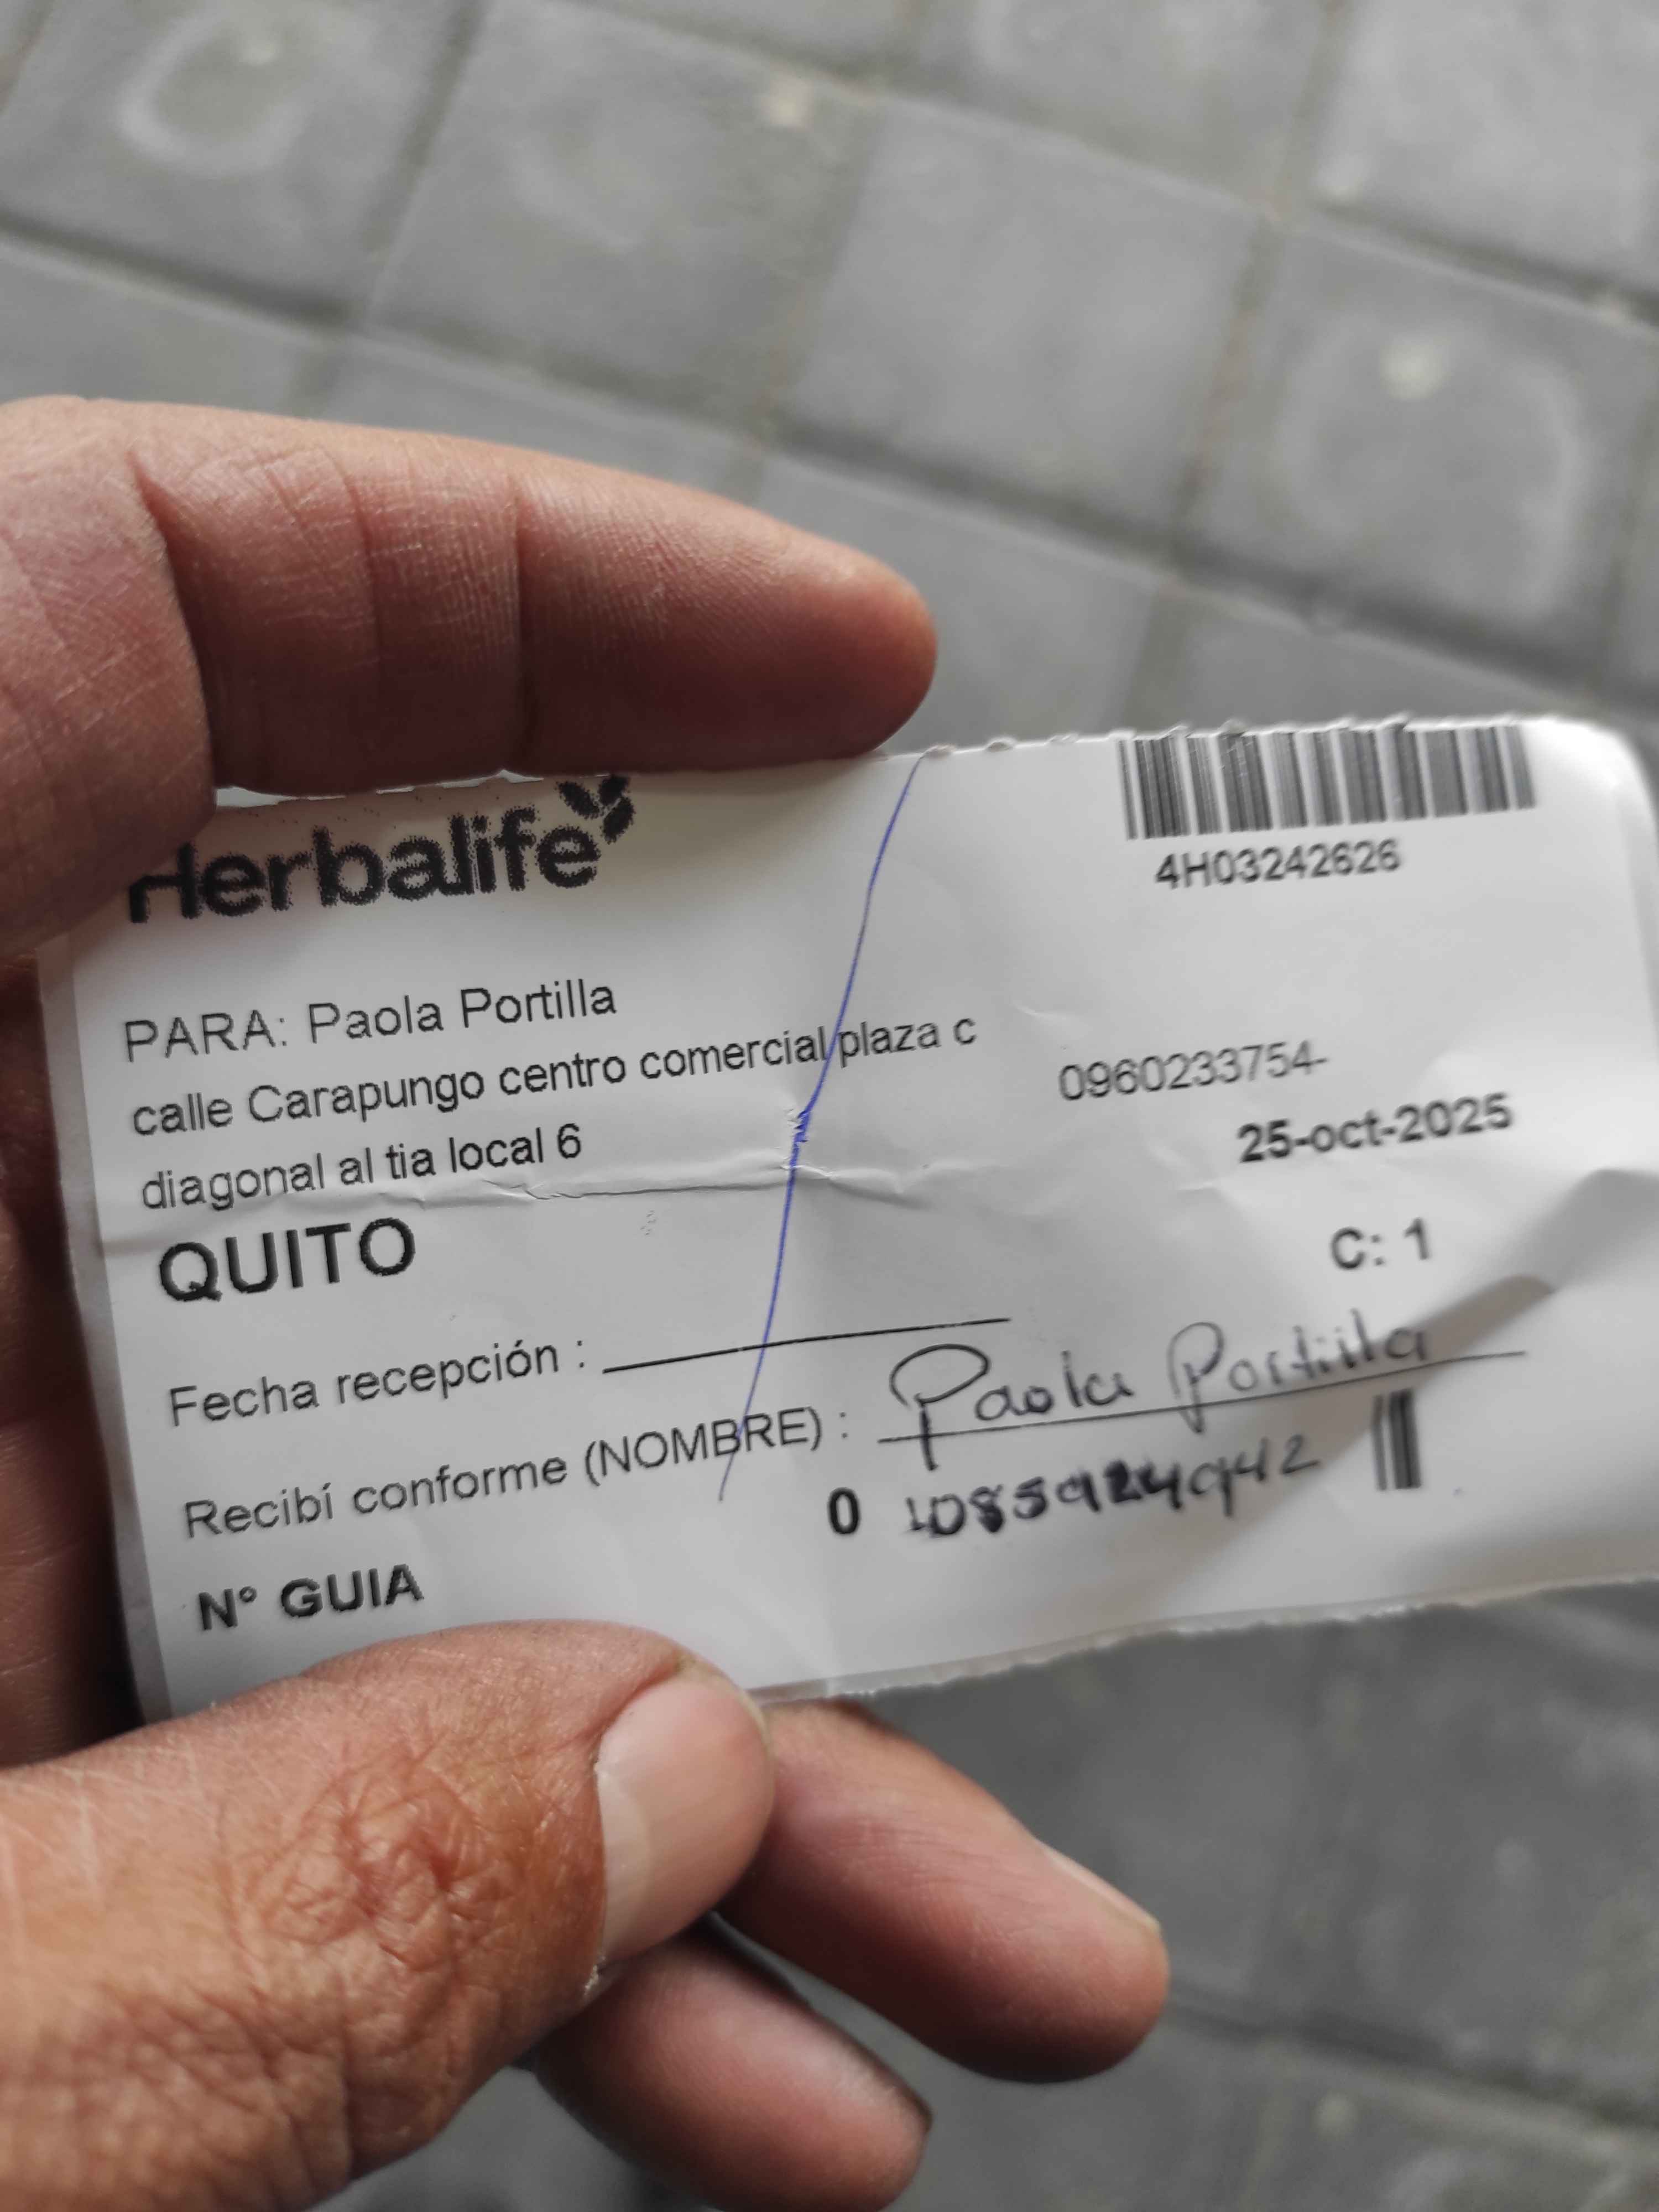 Herbalife
4H03242626
PARA: Paola Portilla
calle Carapungo centro comercial plaza c
0960233754-
diagonal al tia local 6
25-oct-2025
QUITO
C: 1
Fecha recepción :
Recibí conforme (NOMBRE) : Paola Portilla
0 1085924942
N° GUIA